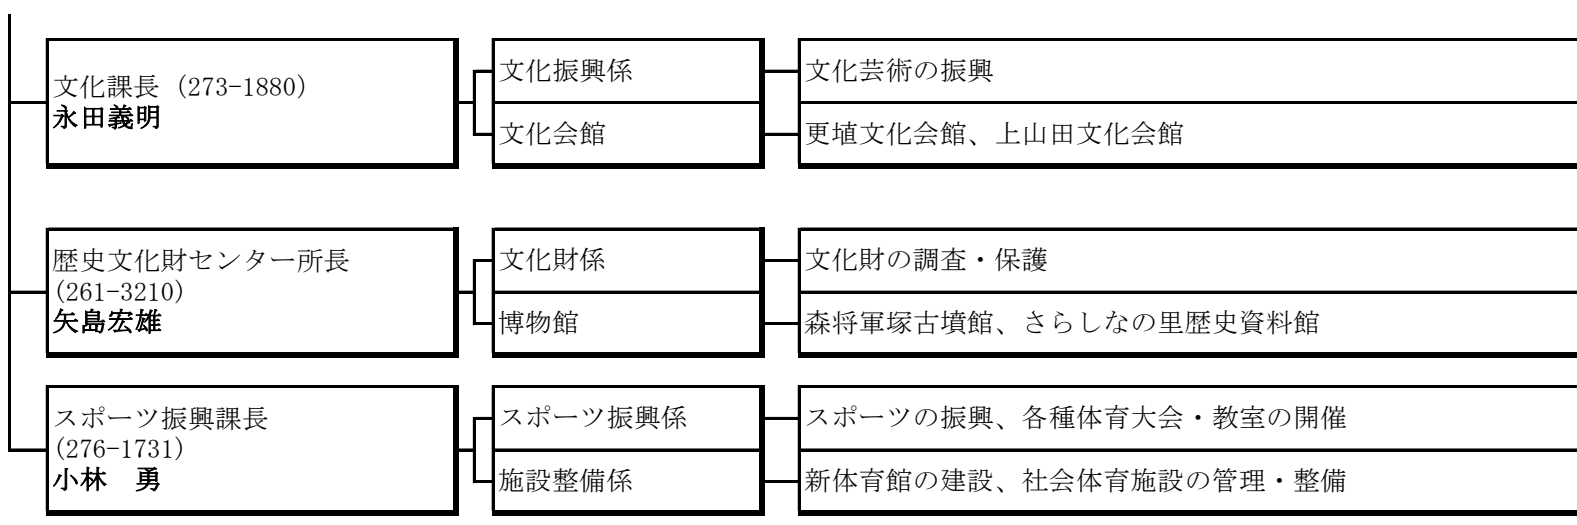 文化課長 (273-1880)
永田義明
文化振興係
文化芸術の振興
文化会館
更埴文化会館、上山田文化会館
歴史文化財センター所長
(261-3210)
矢島宏雄
文化財係
文化財の調査・保護
博物館
森将軍塚古墳館、さらしなの里歴史資料館
スポーツ振興課長
(276-1731)
小林　勇
スポーツ振興係
スポーツの振興、各種体育大会・教室の開催
施設整備係
新体育館の建設、社会体育施設の管理・整備